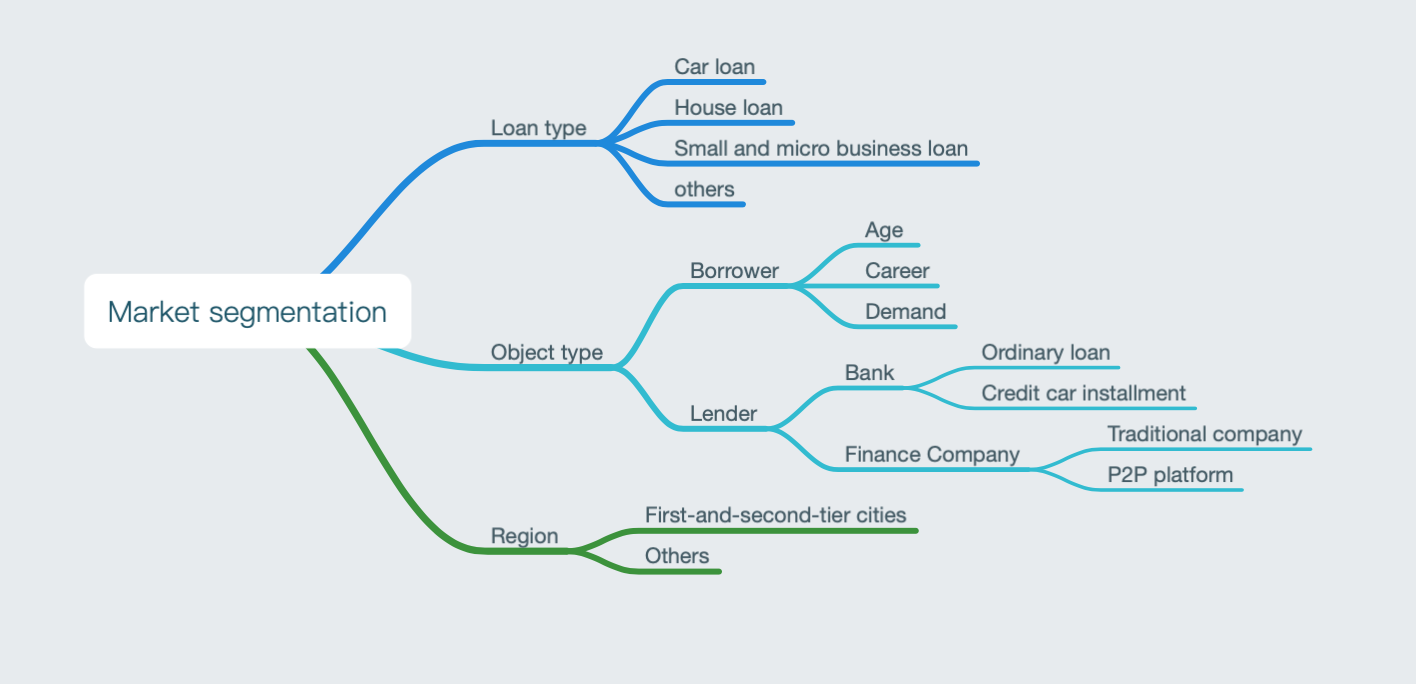 Market segmentation
Loan type
Car loan
House loan
Small and micro business loan
others
Object type
Borrower
Age
Career
Demand
Lender
Bank
Ordinary loan
Credit car installment
Finance Company
Traditional company
P2P platform
Region
First-and-second-tier cities
Others